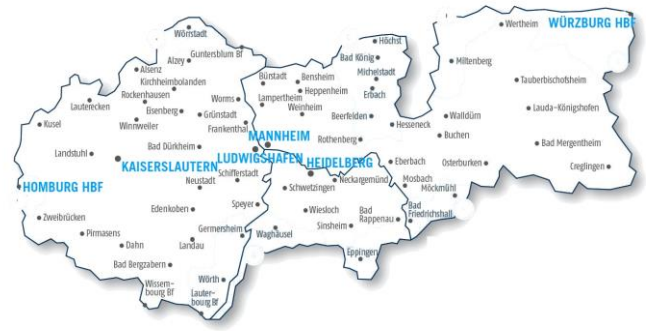 Wörrstadt
Wertheim
WÜRZBURG HBF
Höchst
Guntersblum Bf
Alzey
Bad König
Miltenberg
Alsenz
Michelstadt
Kirchheimbolanden
Bürstadt
Bensheim
Tauberbischofsheim
Rockenhausen
Heppenheim
Erbach
Lauterecken
Worms
Lampertheim
Eisenberg
Grünstadt
Weinheim
Beerfelden
Walldürn
Lauda-Königshofen
Kusel
Winnweiler
Frankenthal
Hesseneck
MANNHEIM
Buchen
Rothenberg
Bad Dürkheim
Bad Mergentheim
Landstuhl
KAISERSLAUTERN
LUDWIGSHAFEN
HEIDELBERG
Eberbach
Osterburken
Creglingen
Schifferstadt
Neckargemünd
HOMBURG HBF
Neustadt
Schwetzingen
Mosbach
Möckmühl
Speyer
Edenkoben
Wiesloch
Bad
Rappenau
Bad
Friedrichshall
Zweibrücken
Sinsheim
Pirmasens
Germersheim
Waghäusel
Dahn
Landau
Eppingen
Bad Bergzabern
Wissem-
bourg Bf
Wörth
Lauter-
bourg Bf